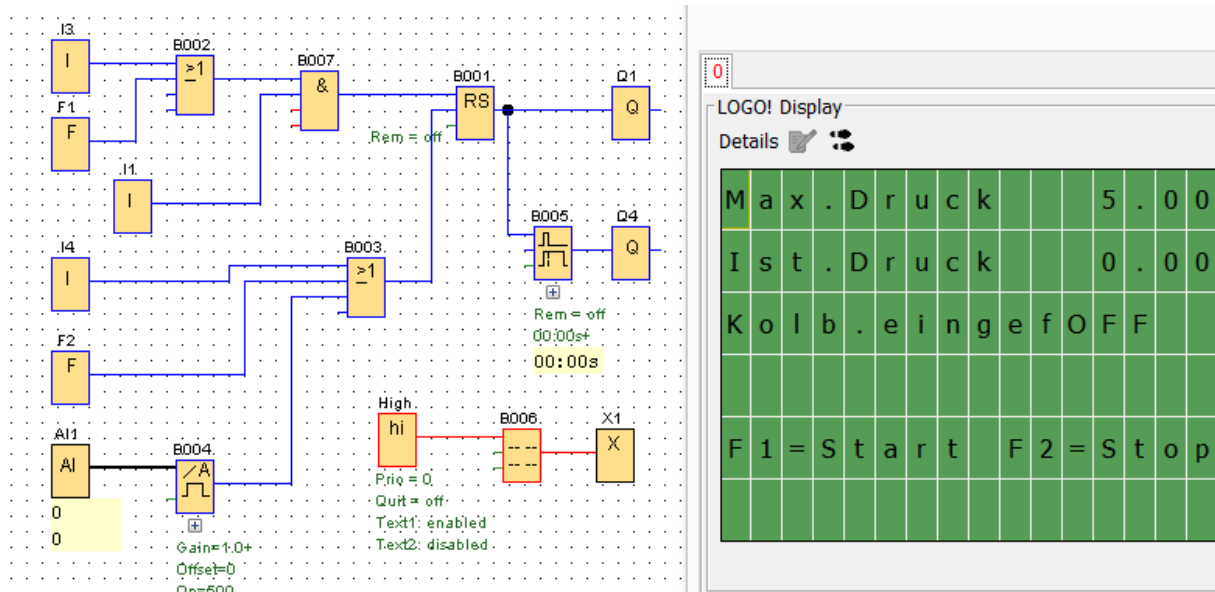 I3
I
B002
>1
B007
&
B001
RS
Q1
Q
F1
F
Rem = off
I1
I
B005
Q4
Q
I4
I
B003
>1
Rem = off
00:00s+
00:00s
F2
F
High
hi
B006
X1
X
AI1
AI
B004
/A
Prio = 0
Quit = off
Text1: enabled
Text2: disabled
0
0
Gain=1.0+
Offset=0
On=500
0
LOGO! Display
Details
Max.Druck 5.00
Ist.Druck 0.00
Kolb.eingefOFF
F1=Start F2=Stop